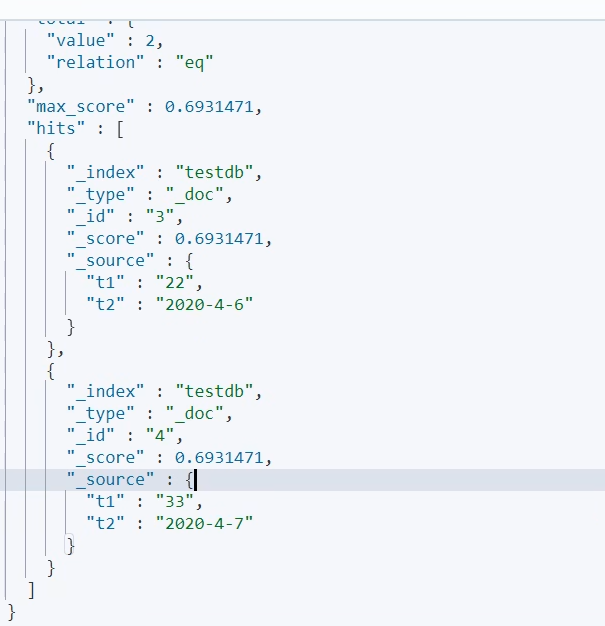 "total" : {
"value" : 2,
"relation" : "eq"
},
"max_score" : 0.6931471,
"hits" : [
{
"_index" : "testdb",
"_type" : "_doc",
"_id" : "3",
"_score" : 0.6931471,
"_source" : {
"t1" : "22",
"t2" : "2020-4-6"
}
},
{
"_index" : "testdb",
"_type" : "_doc",
"_id" : "4",
"_score" : 0.6931471,
"_source" : {
"t1" : "33",
"t2" : "2020-4-7"
}
}
]
}